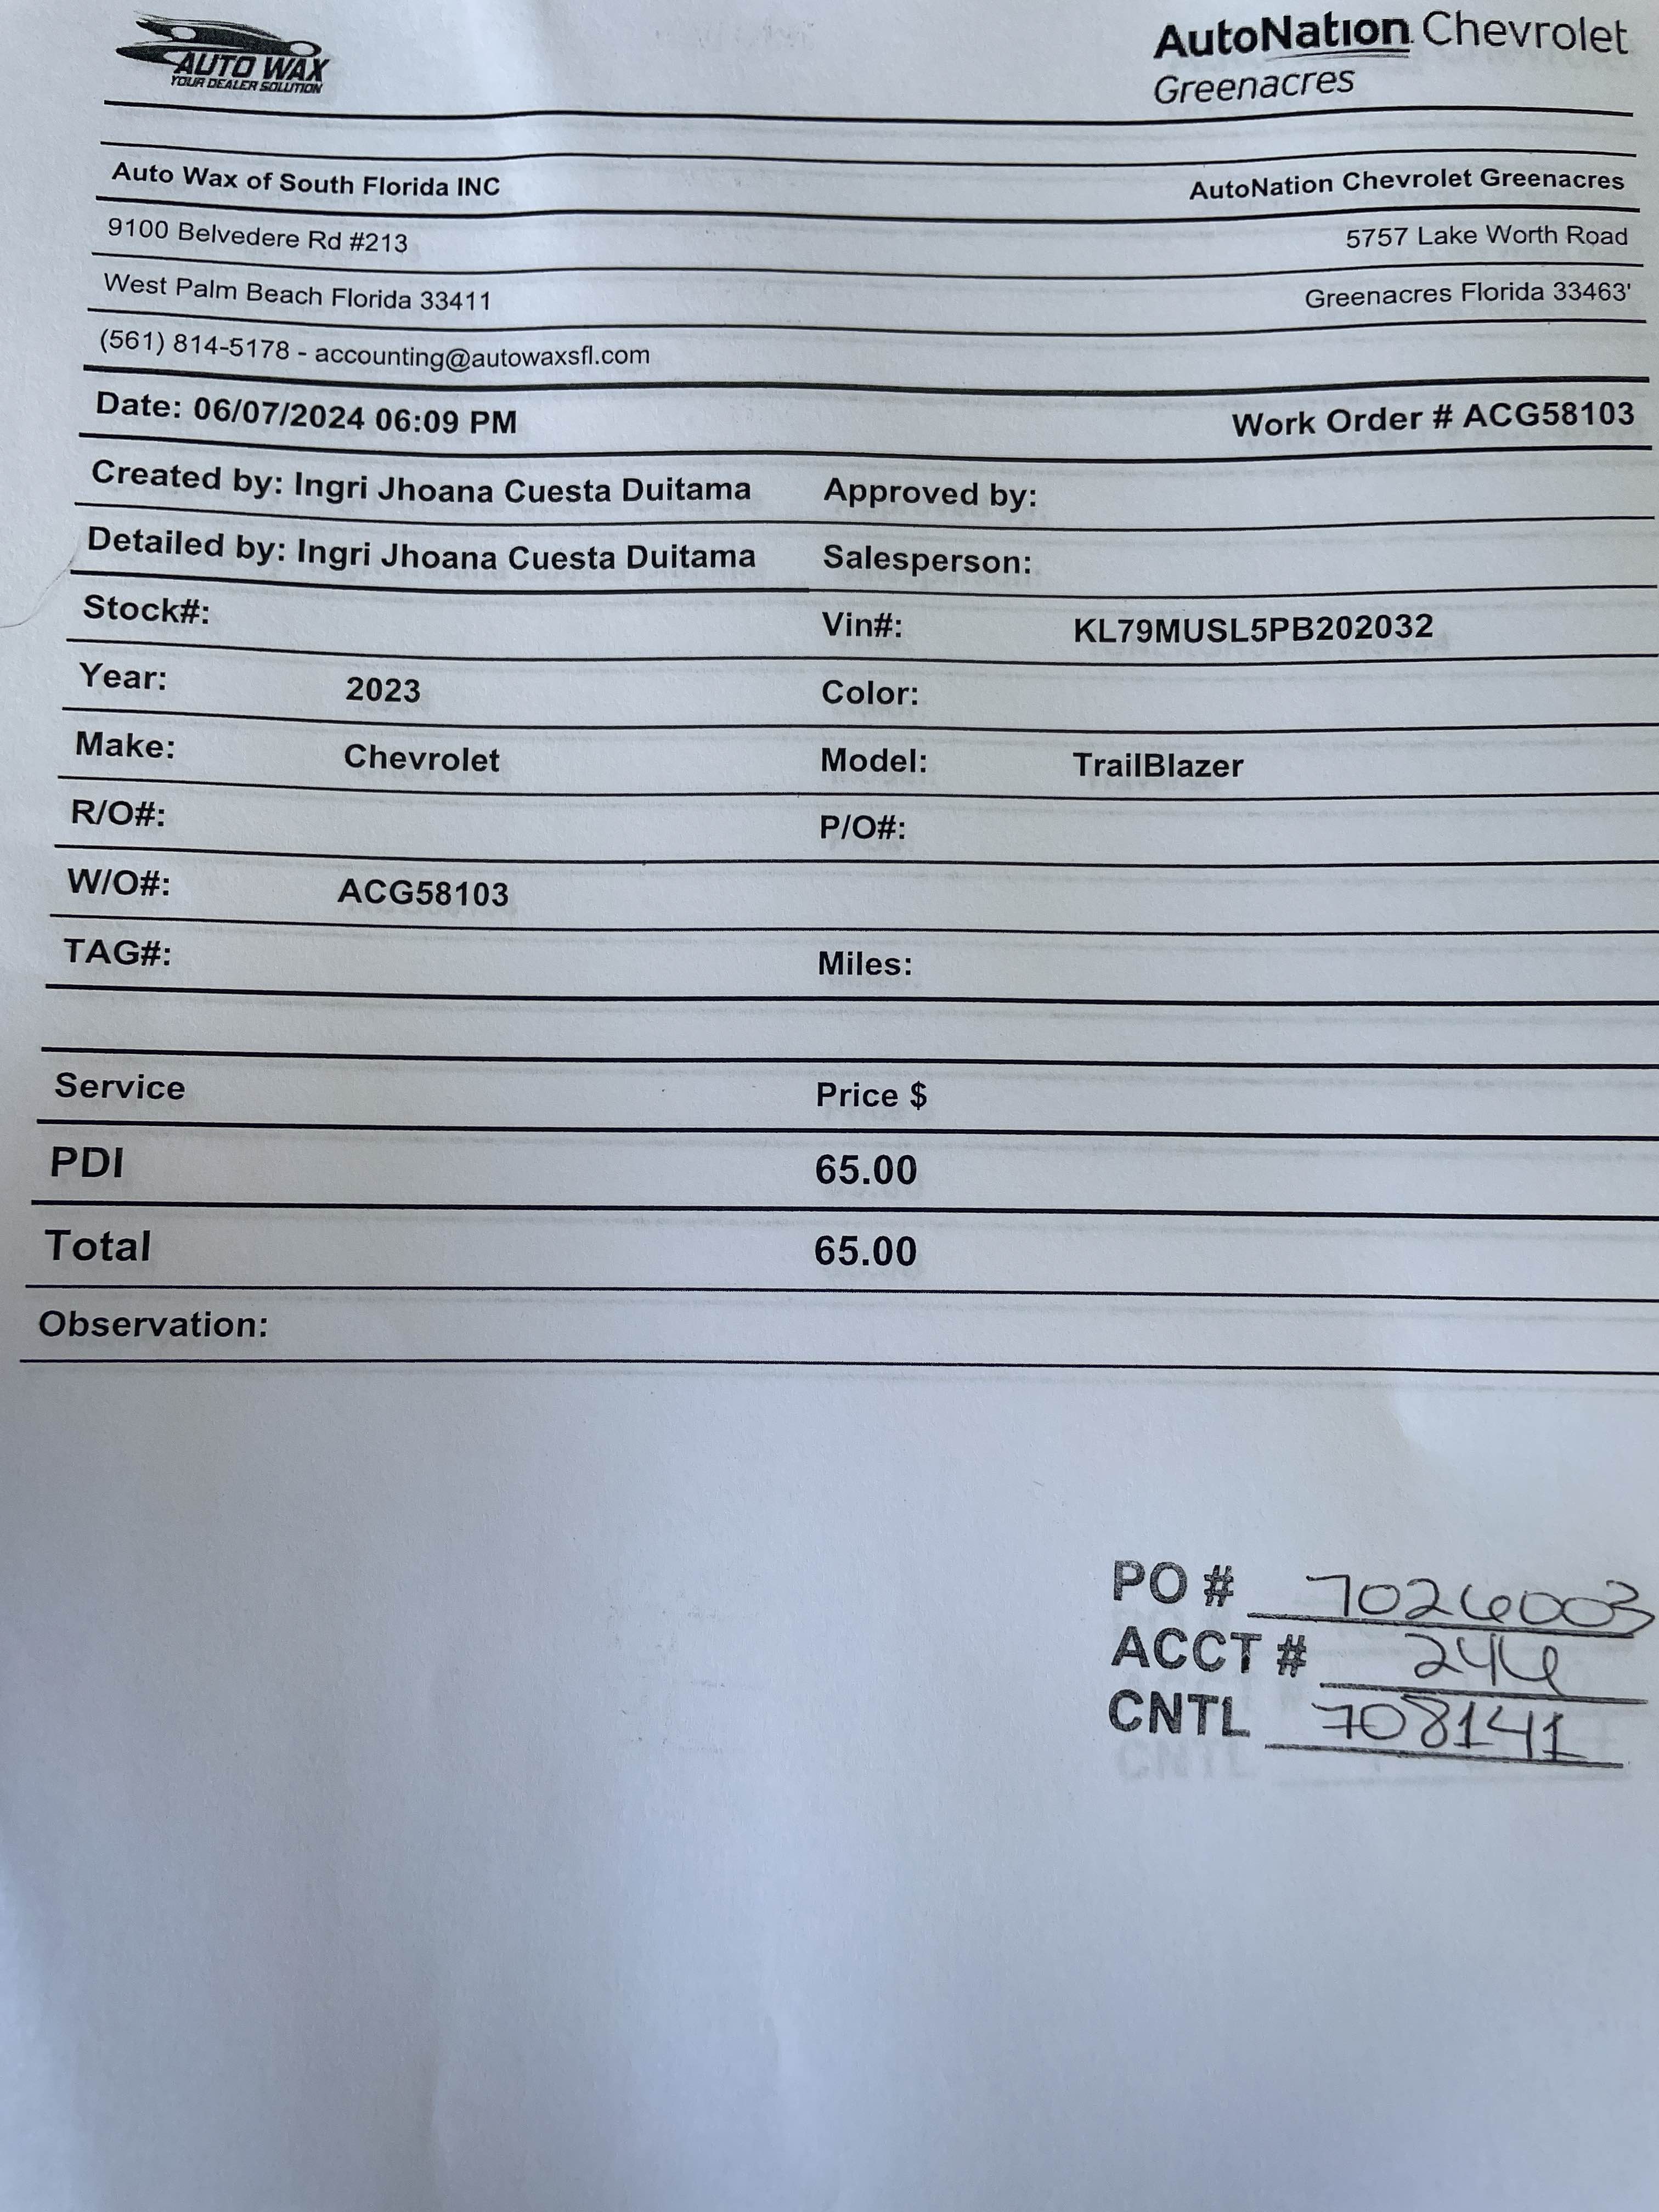 AUTO WAX
YOUR DEALER SOLUTION
AutoNation Chevrolet
Greenacres
Auto Wax of South Florida INC AutoNation Chevrolet Greenacres
9100 Belvedere Rd #213 5757 Lake Worth Road
West Palm Beach Florida 33411 Greenacres Florida 33463'
(561) 814-5178 - accounting@autowaxsfl.com
Date: 06/07/2024 06:09 PM Work Order # ACG58103
Created by: Ingri Jhoana Cuesta Duitama Approved by:
Detailed by: Ingri Jhoana Cuesta Duitama Salesperson:
Stock#: Vin#: KL79MUSL5PB202032
Year: 2023 Color:
Make: Chevrolet Model: TrailBlazer
R/O#: P/O#:
W/O#: ACG58103
TAG#: Miles:
Service Price $
PDI 65.00
Total 65.00
Observation:
PO # 7026003
ACCT # 246
CNTL 708141